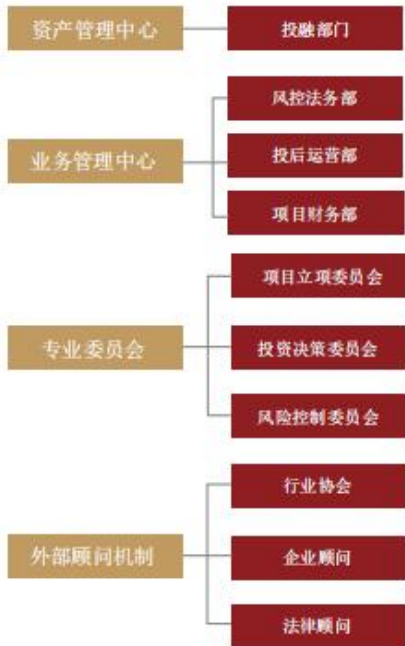 资产管理中心
投融部门
业务管理中心
风控法务部
投后运营部
项目财务部
专业委员会
项目立项委员会
投资决策委员会
风险控制委员会
外部顾问机制
行业协会
企业顾问
法律顾问